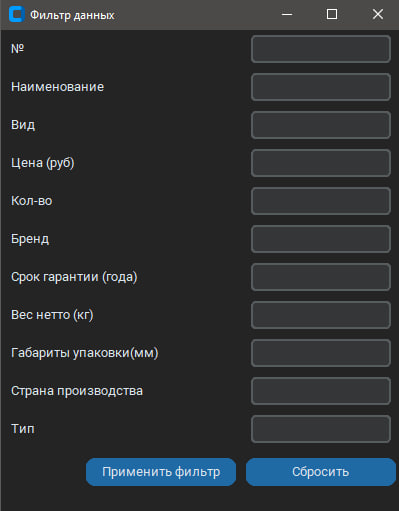 Фильтр данных
№
Наименование
Вид
Цена (руб)
Кол-во
Бренд
Срок гарантии (года)
Вес нетто (кг)
Габариты упаковки(мм)
Страна производства
Тип
Применить фильтр Сбросить